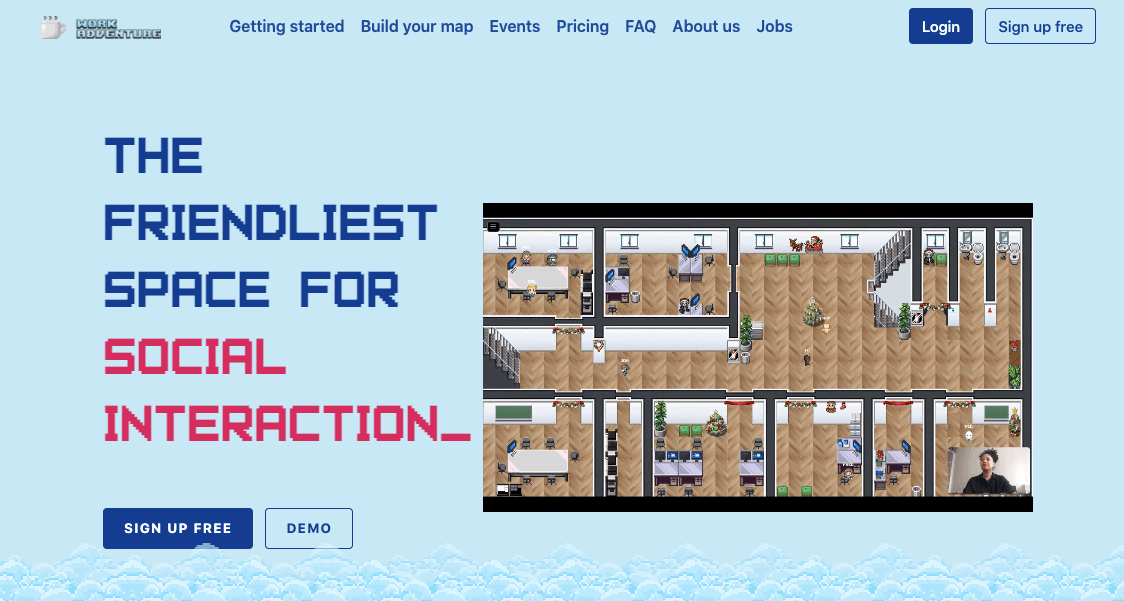 WORK
ADVENTURE
Getting started Build your map Events Pricing FAQ About us Jobs Login Sign up free
THE
FRIENDLIEST
SPACE FOR
SOCIAL
INTERACTION_
SIGN UP FREE DEMO